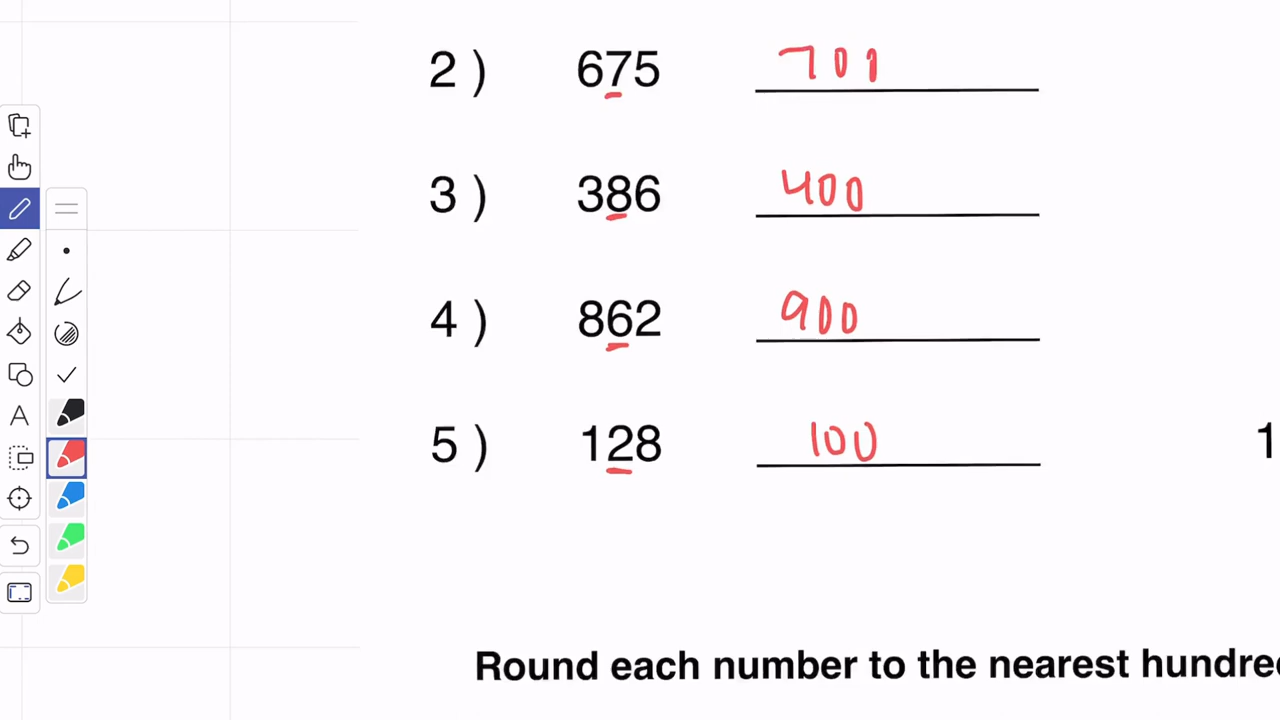 2 ) 675 700
3 ) 386 400
4 ) 862 900
5 ) 128 100
1
Round each number to the nearest hundre
A